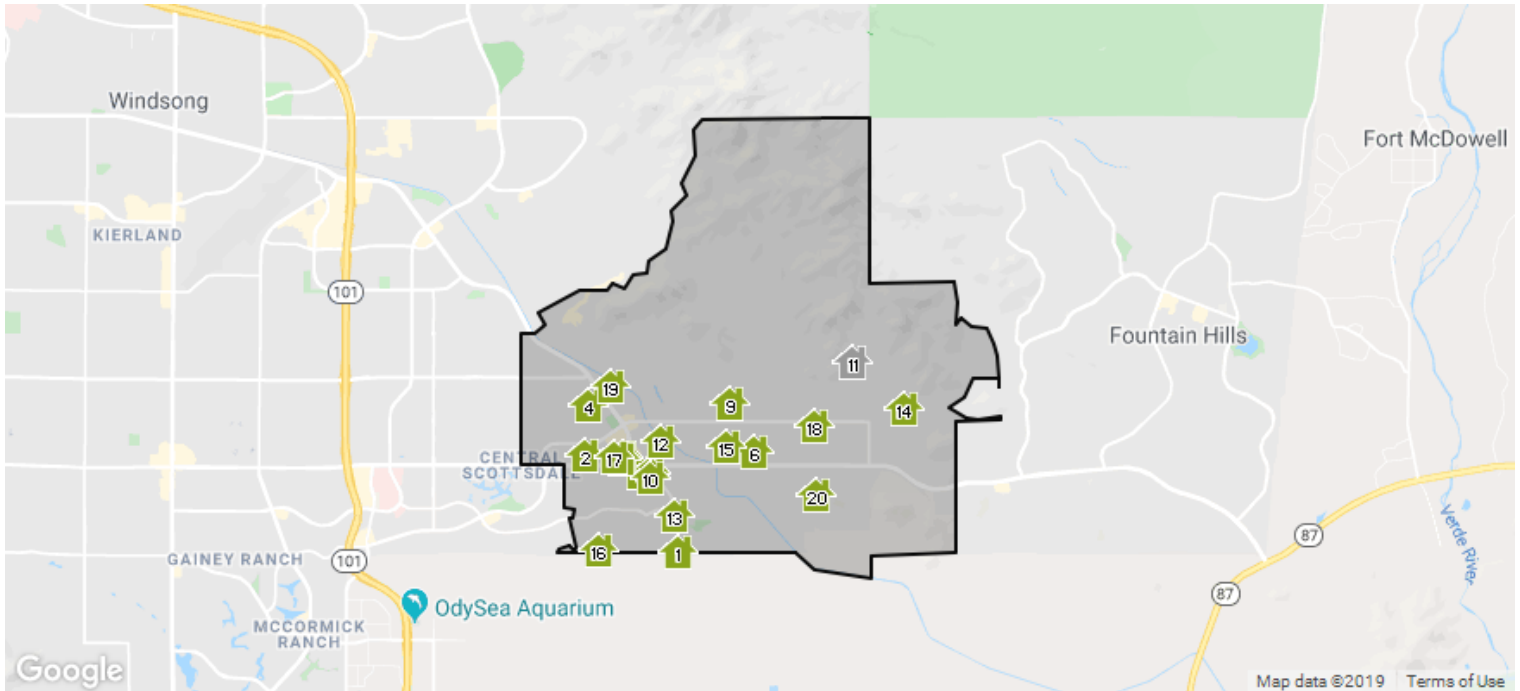 Windsong
Fort McDowell
KIERLAND
101
Fountain Hills
11
19
4
9
14
18
12
15
6
2
17
CENTRAL
SCOTTSDALE
10
20
13
87
Verde River
16
1
GAINEY RANCH
101
87
OdySea Aquarium
MCCORMICK
RANCH
Google
Map data ©2019
Terms of Use